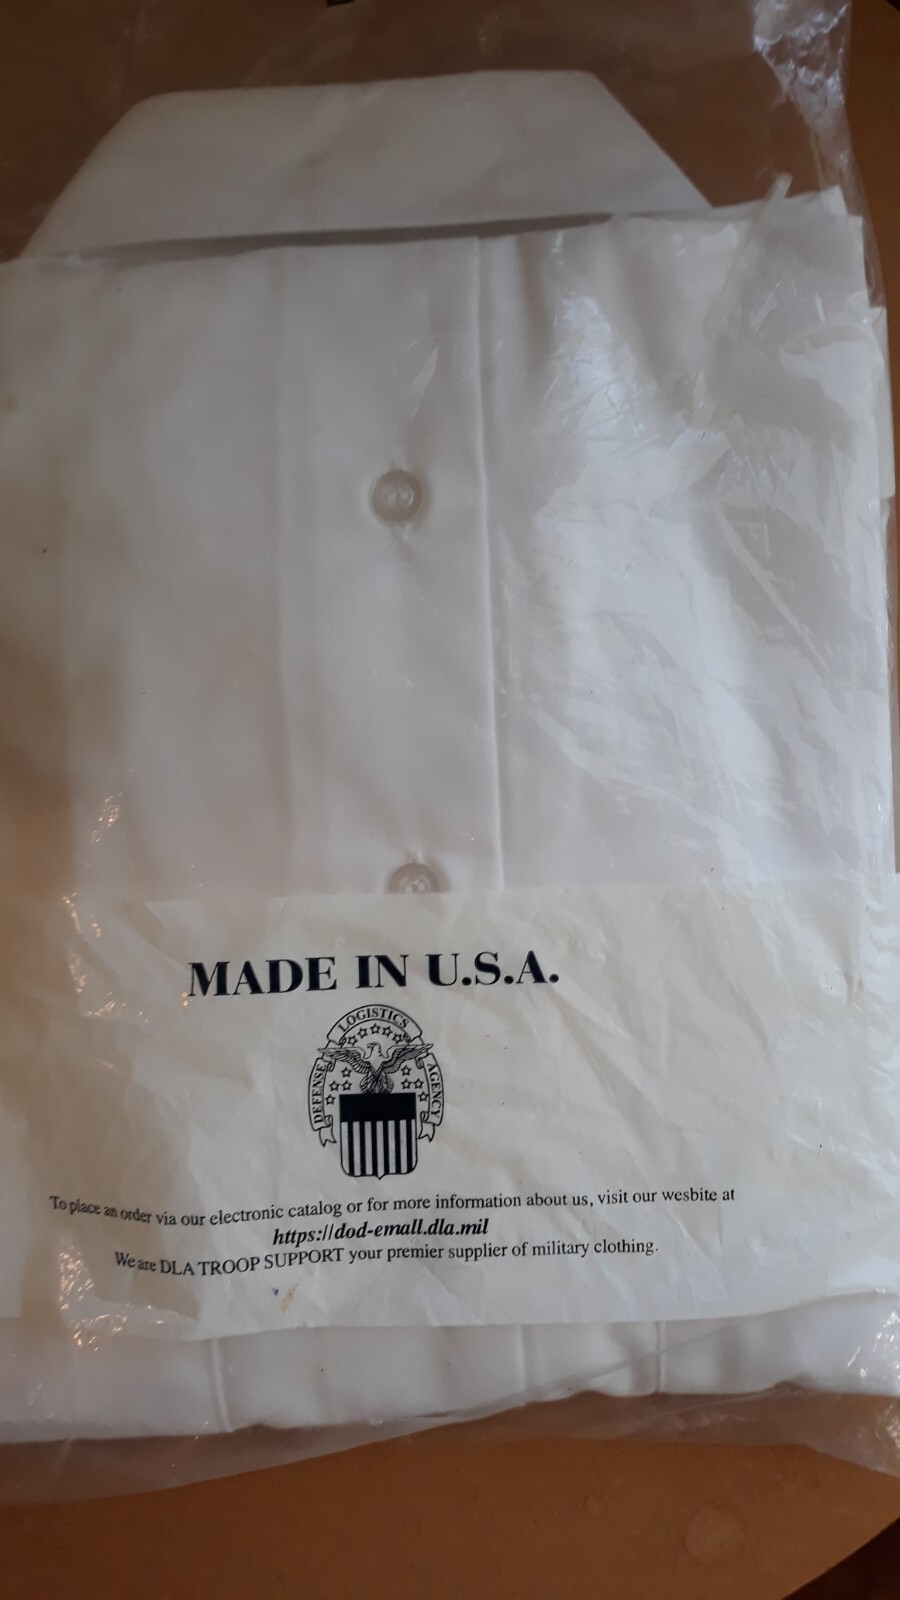 MADE IN U.S.A.
DEFENSE LOGISTICS AGENCY
To place an order via our electronic catalog or for more information about us, visit our wesbite at
https://dod-emall.dla.mil
We are DLA TROOP SUPPORT your premier supplier of military clothing.